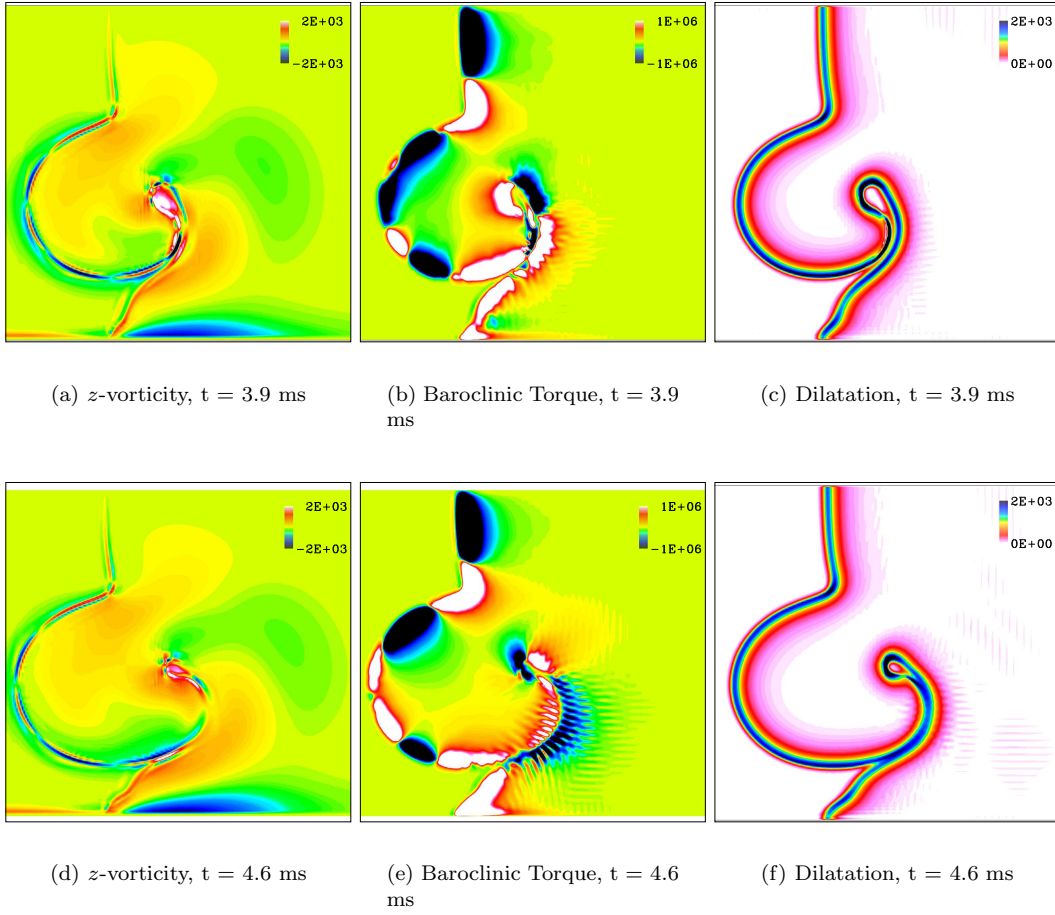 2E+03
−2E+03
1E+06
−1E+06
2E+03
0E+00
(a) z-vorticity, t = 3.9 ms
(b) Baroclinic Torque, t = 3.9
ms
(c) Dilatation, t = 3.9 ms
2E+03
−2E+03
1E+06
−1E+06
2E+03
0E+00
(d) z-vorticity, t = 4.6 ms
(e) Baroclinic Torque, t = 4.6
ms
(f) Dilatation, t = 4.6 ms